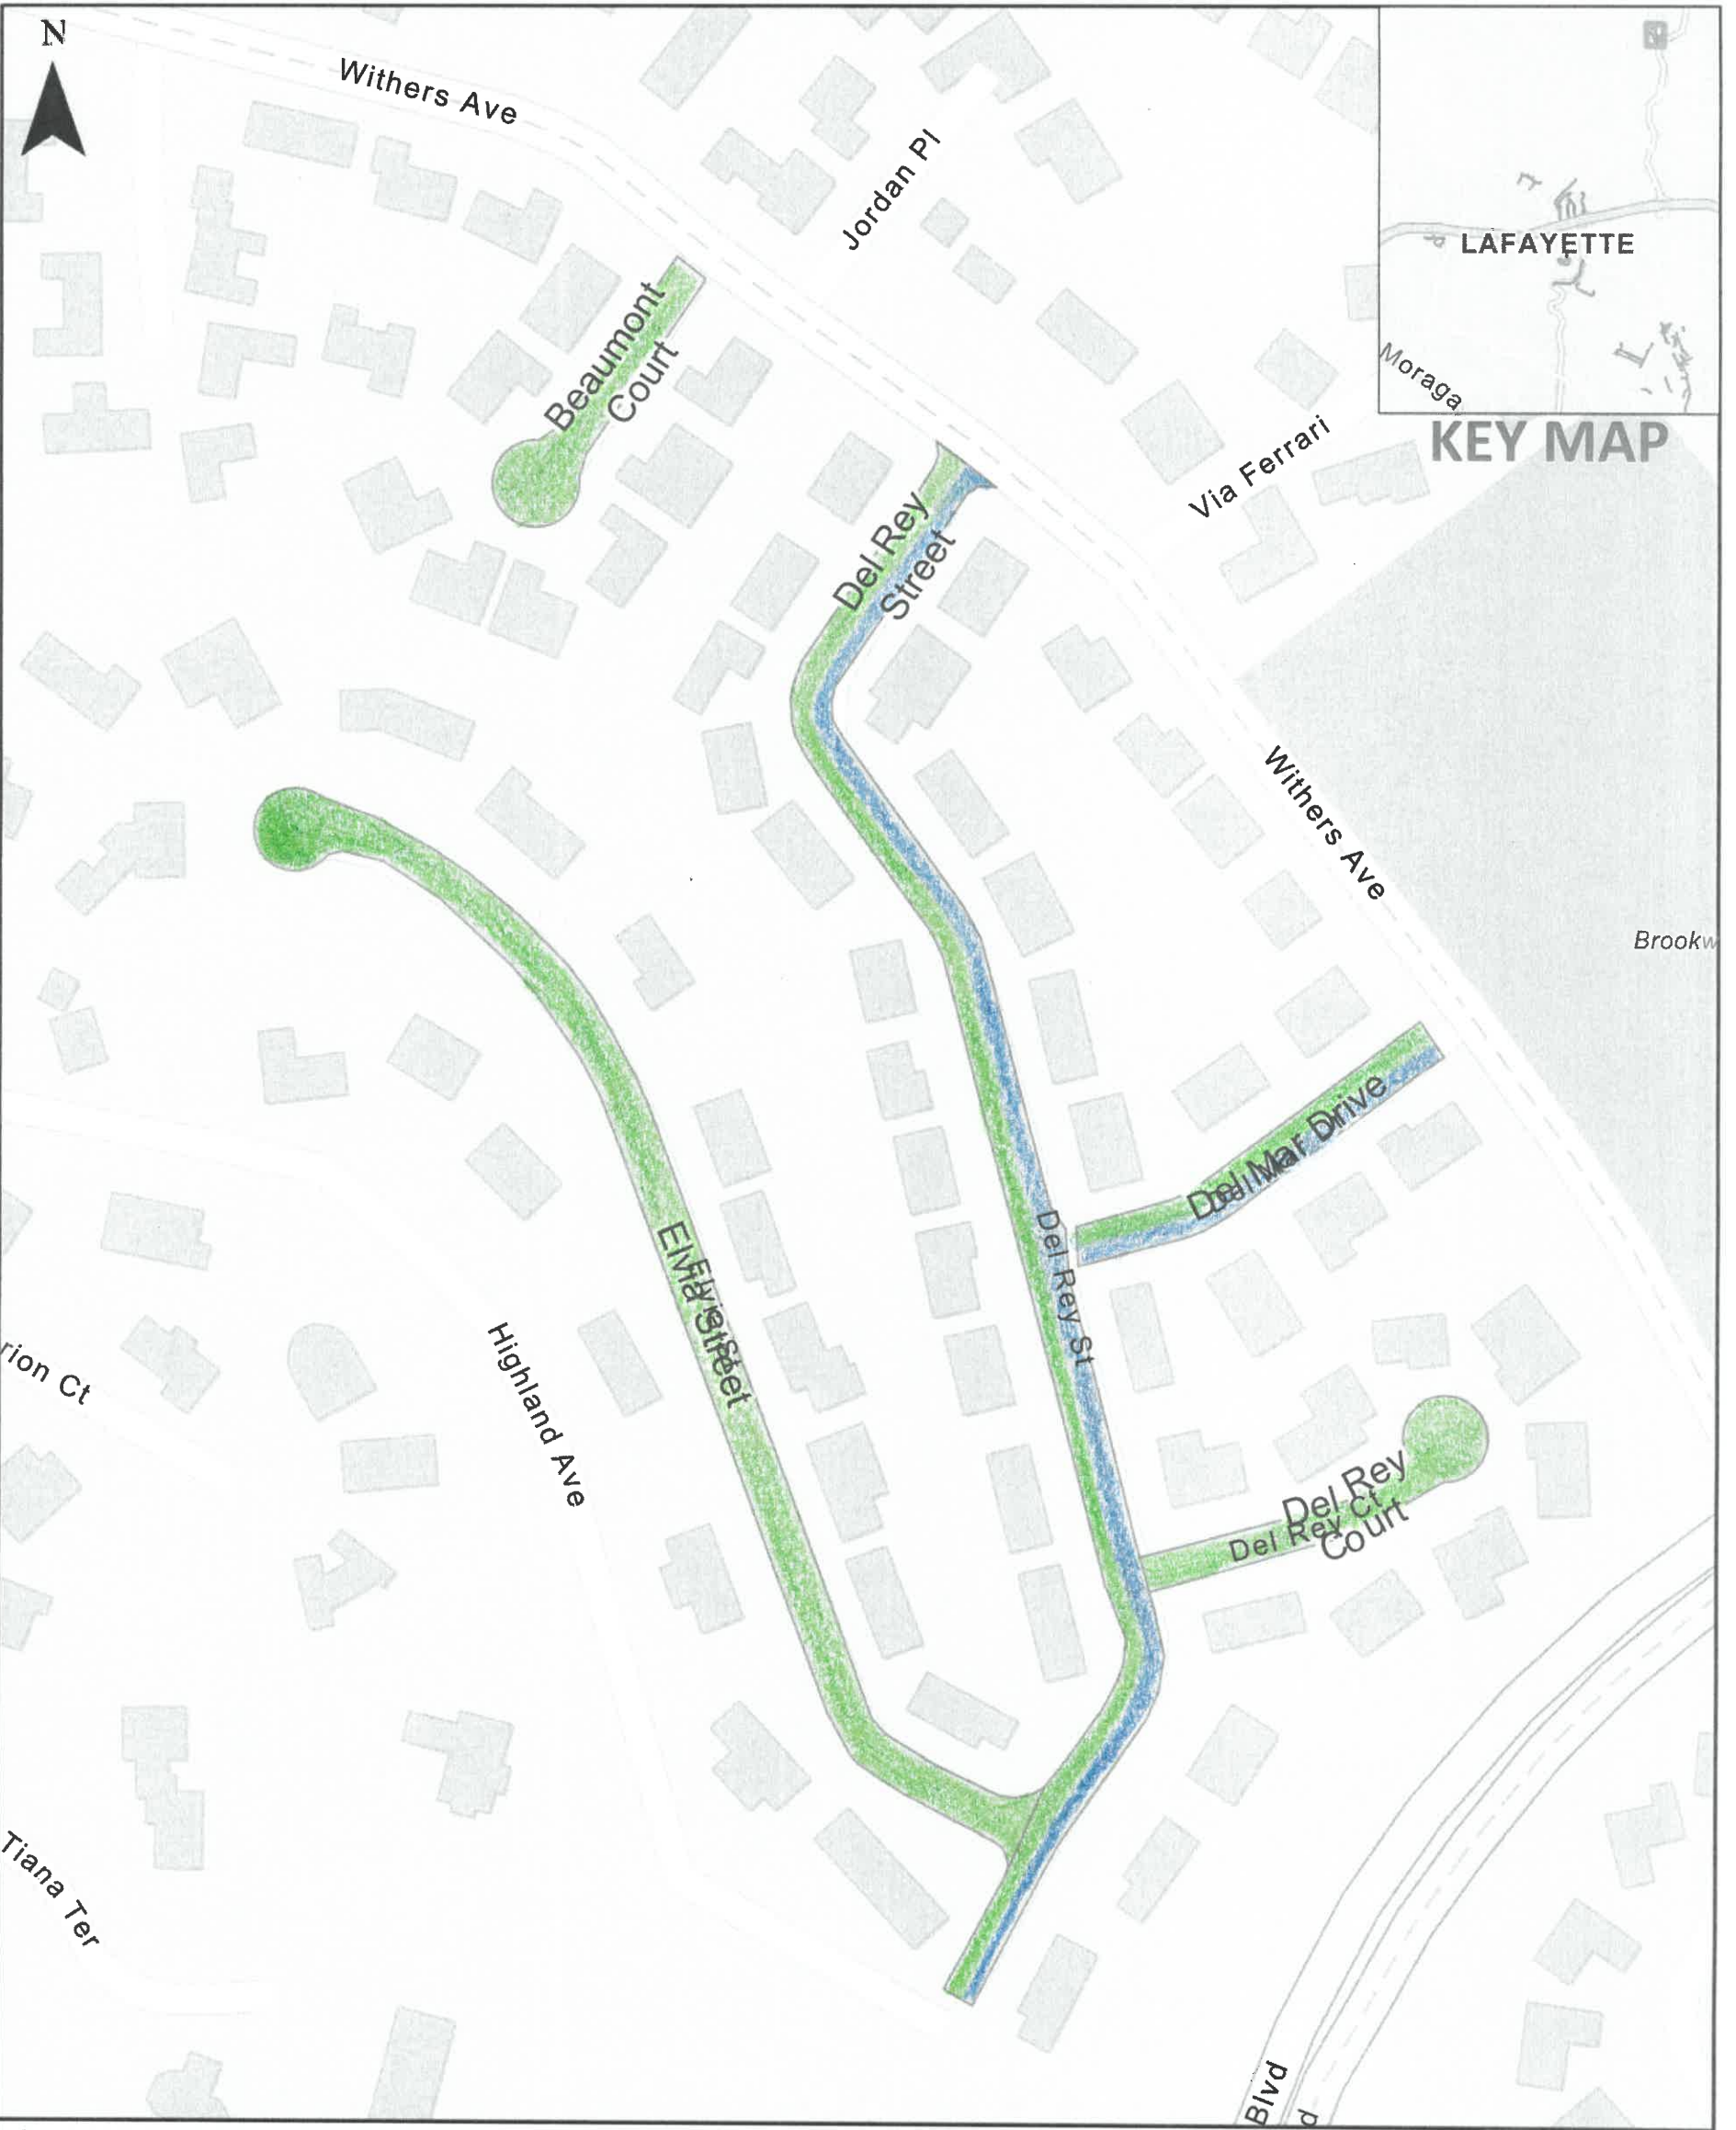 N
Withers Ave
Jordan Pl
LAFAYETTE
Moraga
KEY MAP
Beaumont
Court
Via Ferrari
Del Rey
Street
Withers Ave
Brookw
Del Mar Drive
Del Rey St
Elvia Street
Elvia St
Highland Ave
rion Ct
Del Rey
Del Rey Ct
Court
Tiana Ter
Blvd
d